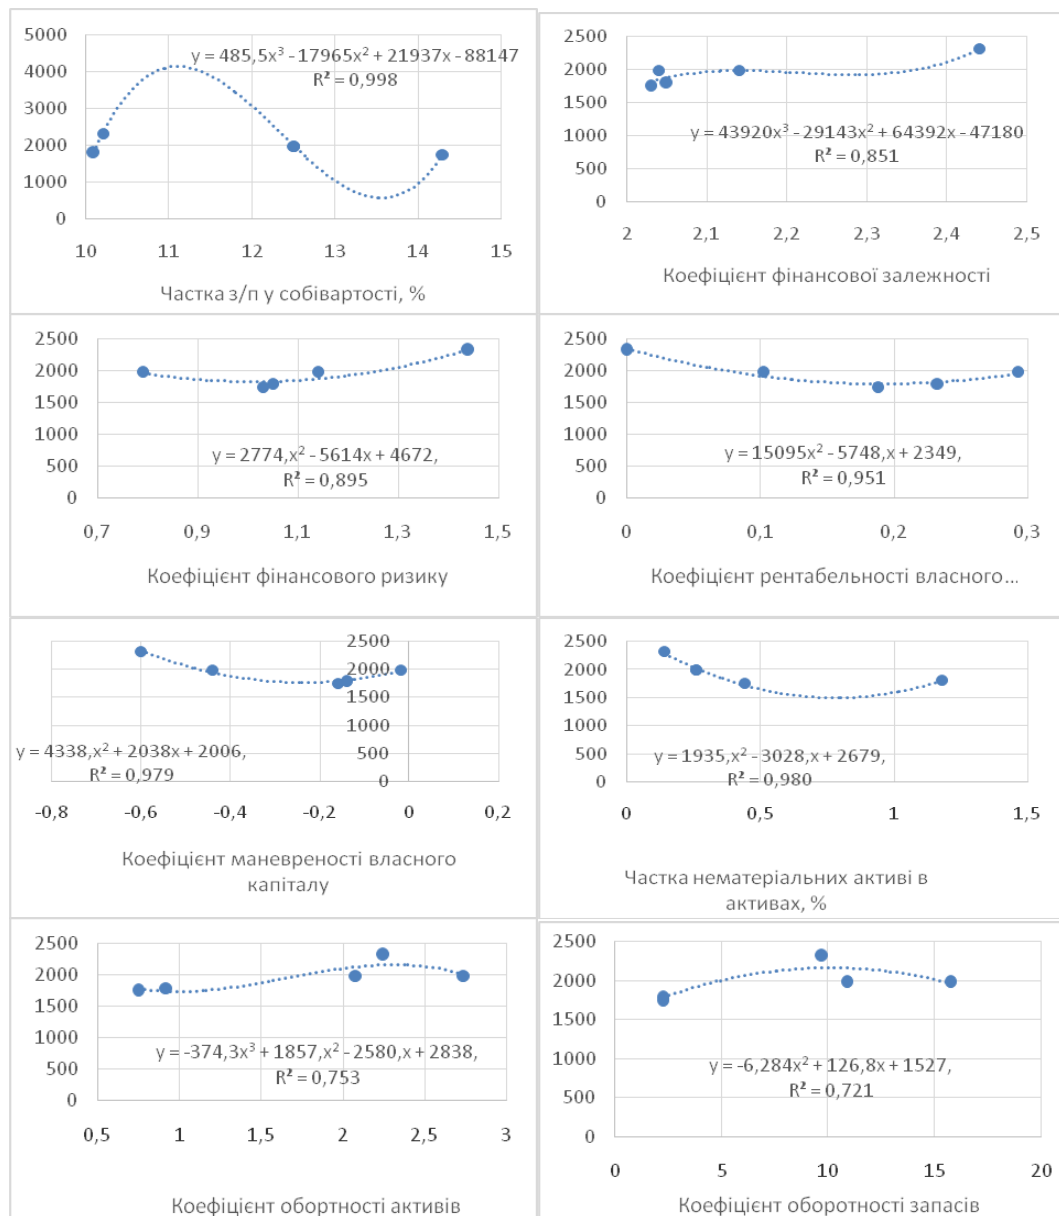 5000
4000
3000
2000
1000
0
y = 485,5x³ - 17965x² + 21937x - 88147
R² = 0,998
10 11 12 13 14 15
Частка з/п у собівартості, %
2500
2000
1500
1000
500
0
y = 43920x³ - 29143x² + 64392x - 47180
R² = 0,851
2 2,1 2,2 2,3 2,4 2,5
Коефіцієнт фінансової залежності
2500
2000
1500
1000
500
0
y = 2774,x² - 5614x + 4672,
R² = 0,895
0,7 0,9 1,1 1,3 1,5
Коефіцієнт фінансового ризику
2500
2000
1500
1000
500
0
y = 15095x² - 5748,x + 2349,
R² = 0,951
0 0,1 0,2 0,3
Коефіцієнт рентабельності власного...
2500
2000
1500
1000
500
0
y = 4338,x² + 2038x + 2006,
R² = 0,979
-0,8 -0,6 -0,4 -0,2 0 0,2
Коефіцієнт маневреності власного
капіталу
2500
2000
1500
1000
500
0
y = 1935,x² - 3028,x + 2679,
R² = 0,980
0 0,5 1 1,5
Частка нематеріальних активі в
активах, %
2500
2000
1500
1000
500
0
y = -374,3x³ + 1857,x² - 2580,x + 2838,
R² = 0,753
0,5 1 1,5 2 2,5 3
Коефіцієнт обортності активів
2500
2000
1500
1000
500
0
y = -6,284x² + 126,8x + 1527,
R² = 0,721
0 5 10 15 20
Коефіцієнт оборотності запасів